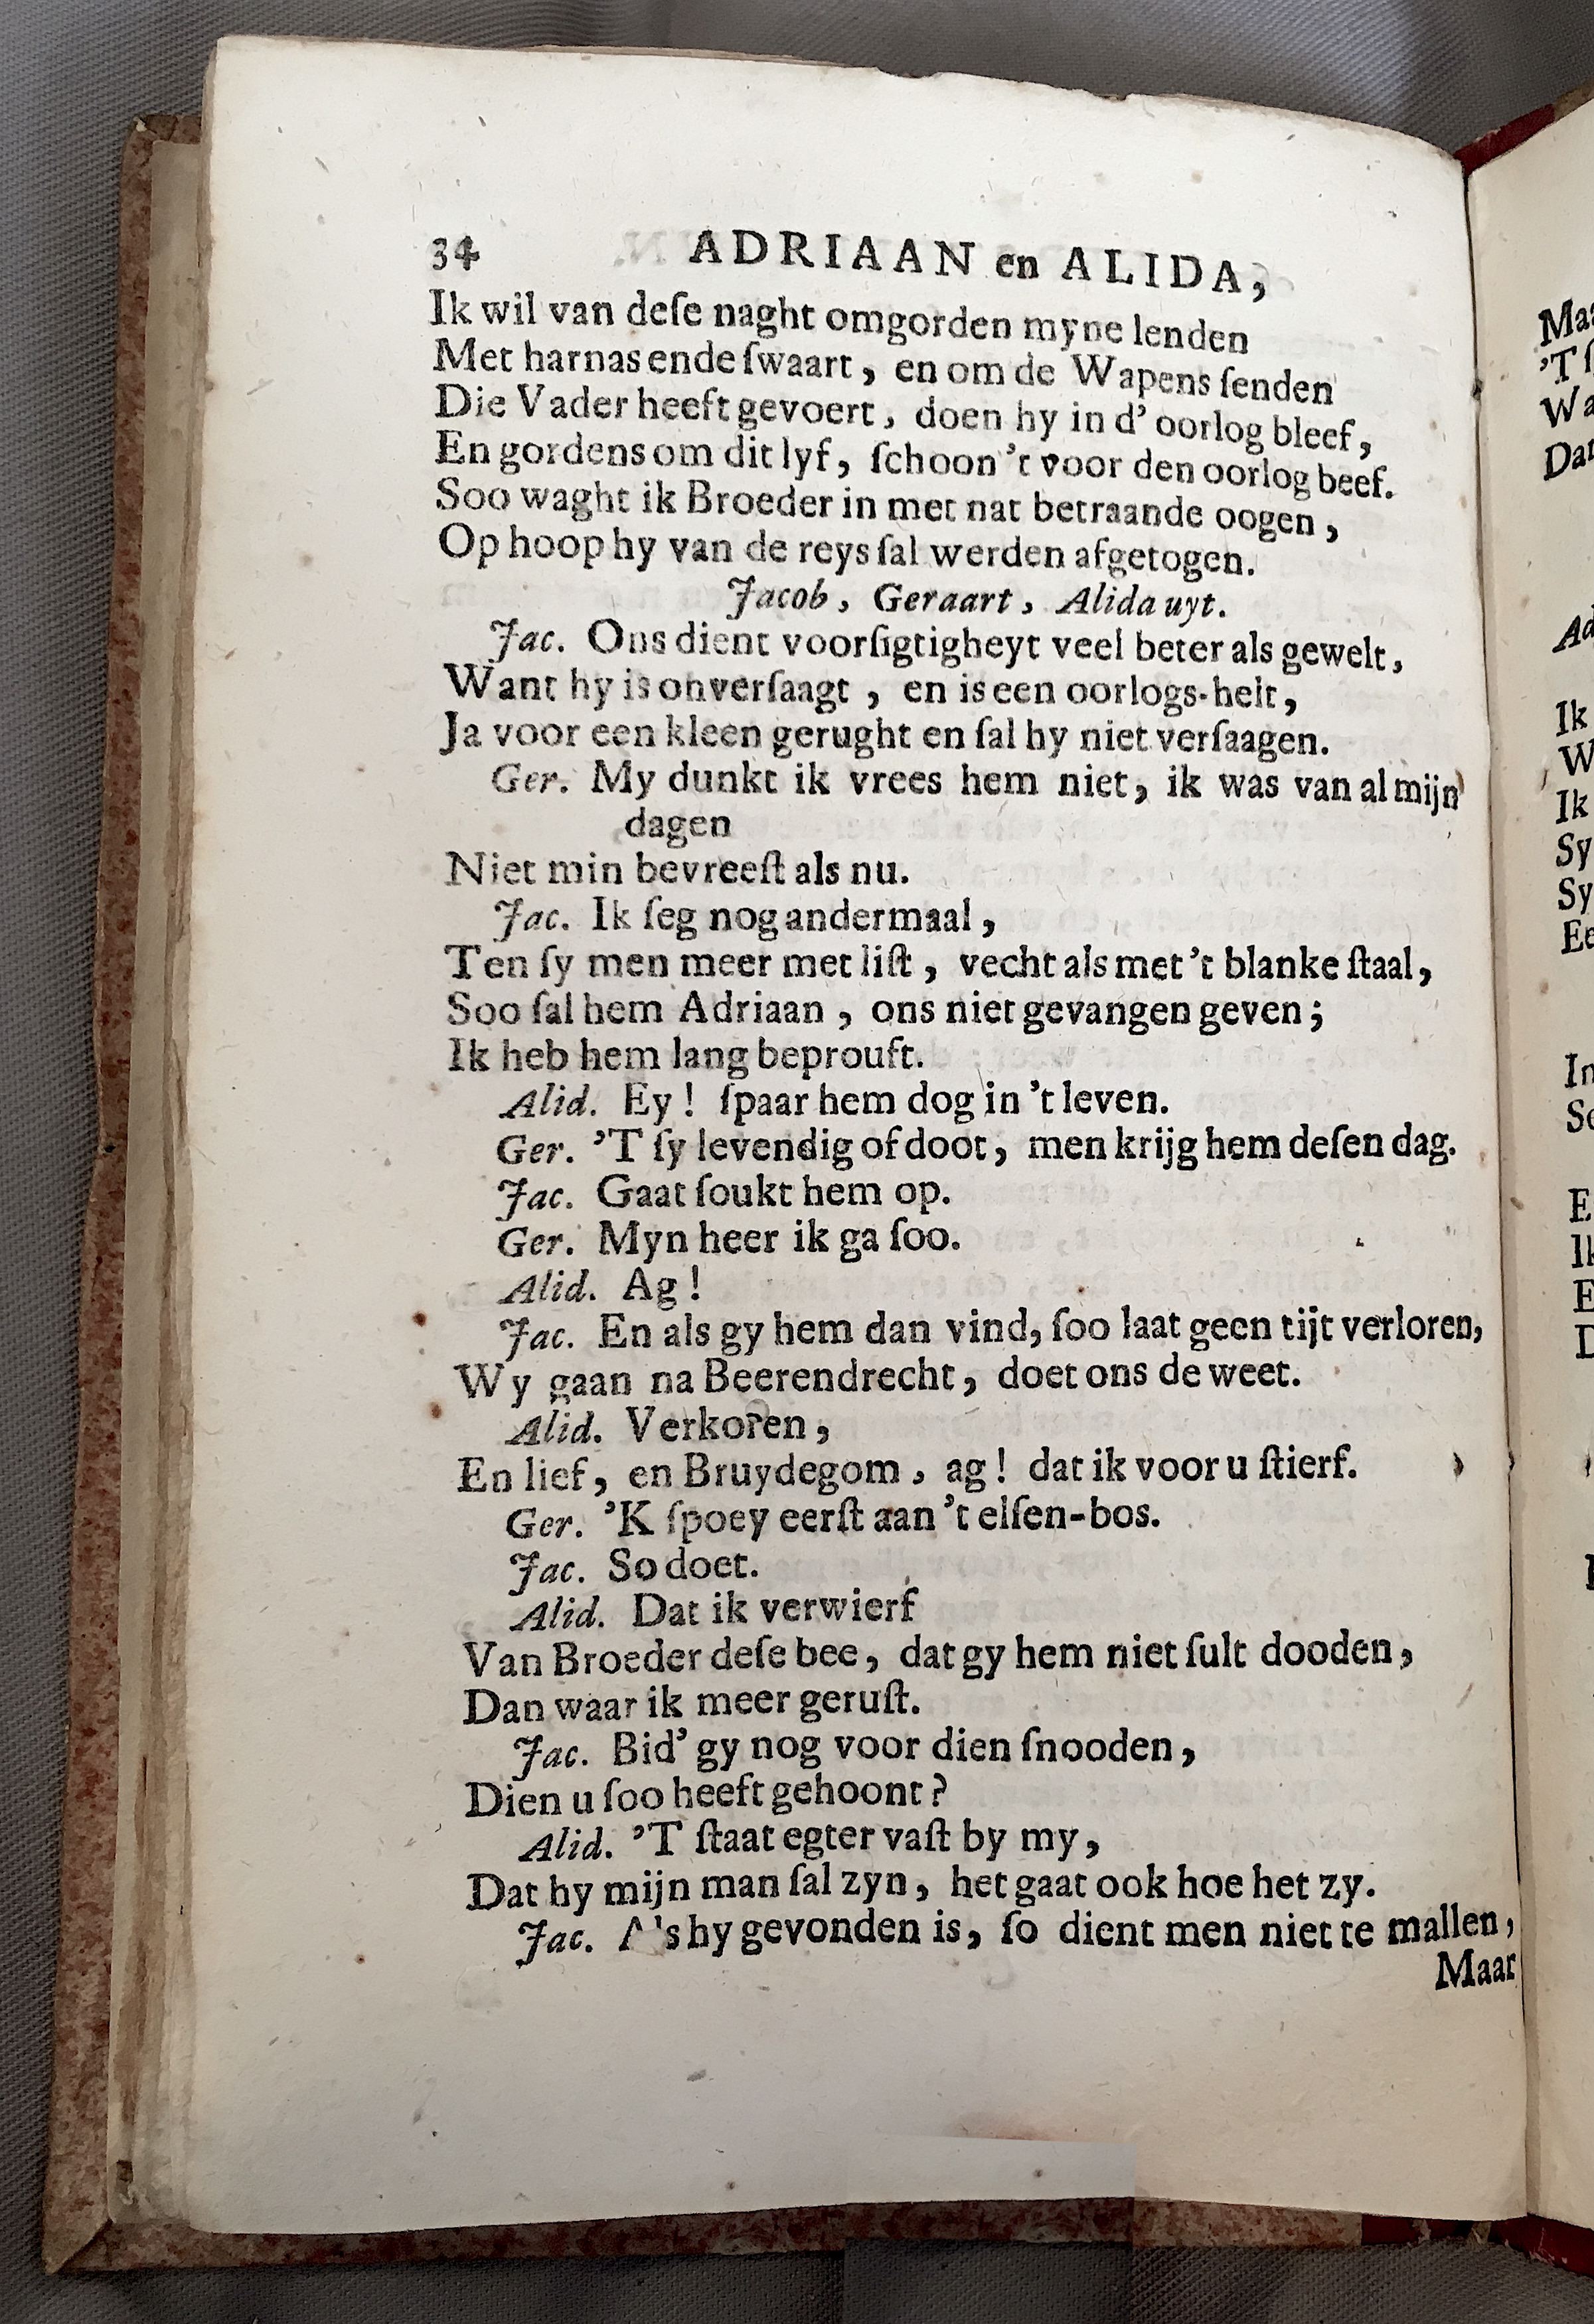 34 ADRIAAN en ALIDA,
Ik wil van deſe naght omgorden myne lenden
Met harnas ende ſwaart, en om de Wapens ſenden
Die Vader heeft gevoert, doen hy in d' oorlog bleef,
En gordens om dit lyf, ſchoon 't voor den oorlog beef.
Soo waght ik Broeder in met nat betraande oogen,
Op hoop hy van de reys ſal werden afgetogen.
Jacob, Geraart, Alida uyt.
Jac. Ons dient voorſigtigheyt veel beter als gewelt,
Want hy is onverſaagt, en is een oorlogs-helt,
Ja voor een kleen gerught en ſal hy niet verſaagen.
Ger. My dunkt ik vrees hem niet, ik was van al mijn
dagen
Niet min bevreeſt als nu.
Jac. Ik ſeg nog andermaal,
Ten ſy men meer met liſt, vecht als met 't blanke ſtaal,
Soo ſal hem Adriaan, ons niet gevangen geven;
Ik heb hem lang beprouft.
Alid. Ey! ſpaar hem dog in 't leven.
Ger. 'T ſy levendig of doot, men krijg hem deſen dag.
Jac. Gaat ſoukt hem op.
Ger. Myn heer ik ga ſoo.
Alid. Ag!
Jac. En als gy hem dan vind, ſoo laat geen tijt verloren,
Wy gaan na Beerendrecht, doet ons de weet.
Alid. Verkoren,
En lief, en Bruydegom, ag! dat ik voor u ſtierf.
Ger. 'K ſpoey eerſt aan 't elſen-bos.
Jac. So doet.
Alid. Dat ik verwierf
Van Broeder deſe bee, dat gy hem niet ſult dooden,
Dan waar ik meer geruſt.
Jac. Bid' gy nog voor dien ſnooden,
Dien u ſoo heeft gehoont?
Alid. 'T ſtaat egter vaſt by my,
Dat hy mijn man ſal zyn, het gaat ook hoe het zy.
Jac. Als hy gevonden is, ſo dient men niet te mallen,
Maar
Ik
W
Ik
Sy
Sy